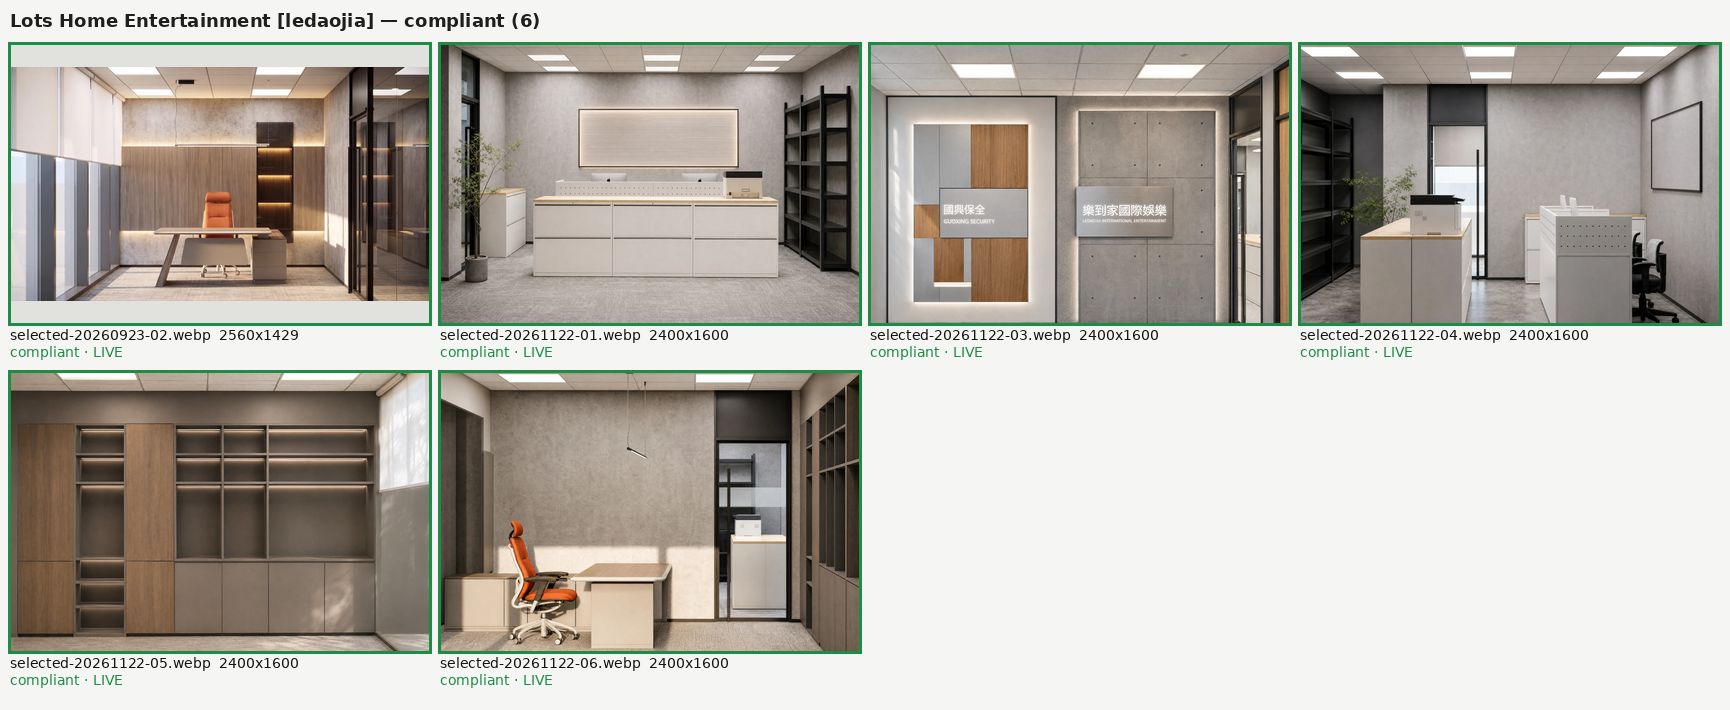 Lots Home Entertainment [ledaojia] — compliant (6)
國興保全
GUOXING SECURITY
樂到家國際娛樂
LEDAOJIA INTERNATIONAL ENTERTAINMENT
selected-20260923-02.webp 2560x1429
compliant · LIVE
selected-20261122-01.webp 2400x1600
compliant · LIVE
selected-20261122-03.webp 2400x1600
compliant · LIVE
selected-20261122-04.webp 2400x1600
compliant · LIVE
selected-20261122-05.webp 2400x1600
compliant · LIVE
selected-20261122-06.webp 2400x1600
compliant · LIVE